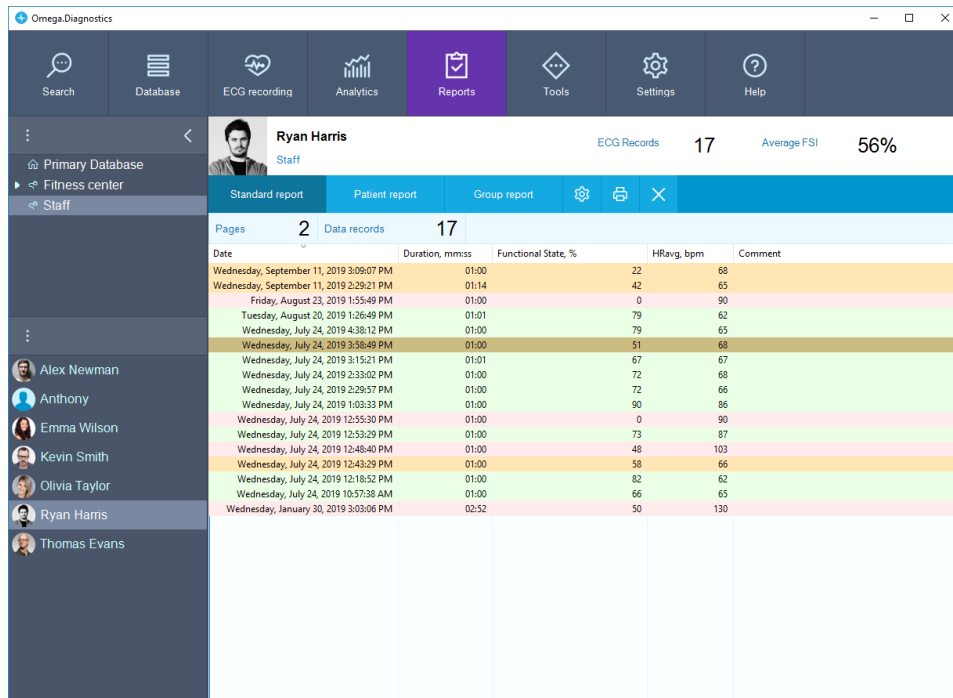 Omega.Diagnostics
Search Database ECG recording Analytics Reports Tools Settings Help
Ryan Harris
Staff
ECG Records 17 Average FSI 56%
Primary Database
Fitness center
Staff
Standard report Patient report Group report
Pages 2 Data records 17
Date Duration, mm:ss Functional State, % HRavg, bpm Comment
Wednesday, September 11, 2019 3:09:07 PM 01:00 22 68
Wednesday, September 11, 2019 2:29:21 PM 01:14 42 65
Friday, August 23, 2019 1:55:49 PM 01:00 0 90
Tuesday, August 20, 2019 1:26:49 PM 01:01 79 62
Wednesday, July 24, 2019 4:38:12 PM 01:00 79 65
Wednesday, July 24, 2019 3:58:49 PM 01:00 51 68
Wednesday, July 24, 2019 3:15:21 PM 01:01 67 67
Wednesday, July 24, 2019 2:33:02 PM 01:00 72 68
Wednesday, July 24, 2019 2:29:57 PM 01:00 72 66
Wednesday, July 24, 2019 1:03:33 PM 01:00 90 86
Wednesday, July 24, 2019 12:55:30 PM 01:00 0 90
Wednesday, July 24, 2019 12:53:29 PM 01:00 73 87
Wednesday, July 24, 2019 12:48:40 PM 01:00 48 103
Wednesday, July 24, 2019 12:43:29 PM 01:00 58 66
Wednesday, July 24, 2019 12:18:52 PM 01:00 82 62
Wednesday, July 24, 2019 10:57:38 AM 01:00 66 65
Wednesday, January 30, 2019 3:03:06 PM 02:52 50 130
Alex Newman
Anthony
Emma Wilson
Kevin Smith
Olivia Taylor
Ryan Harris
Thomas Evans